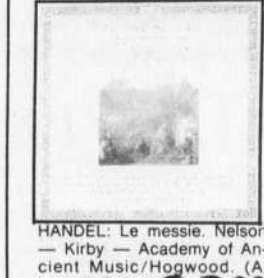 HANDEL: Le messie. Nelson
— Kirby — Academy of An-
cient Music/Hogwood. (A